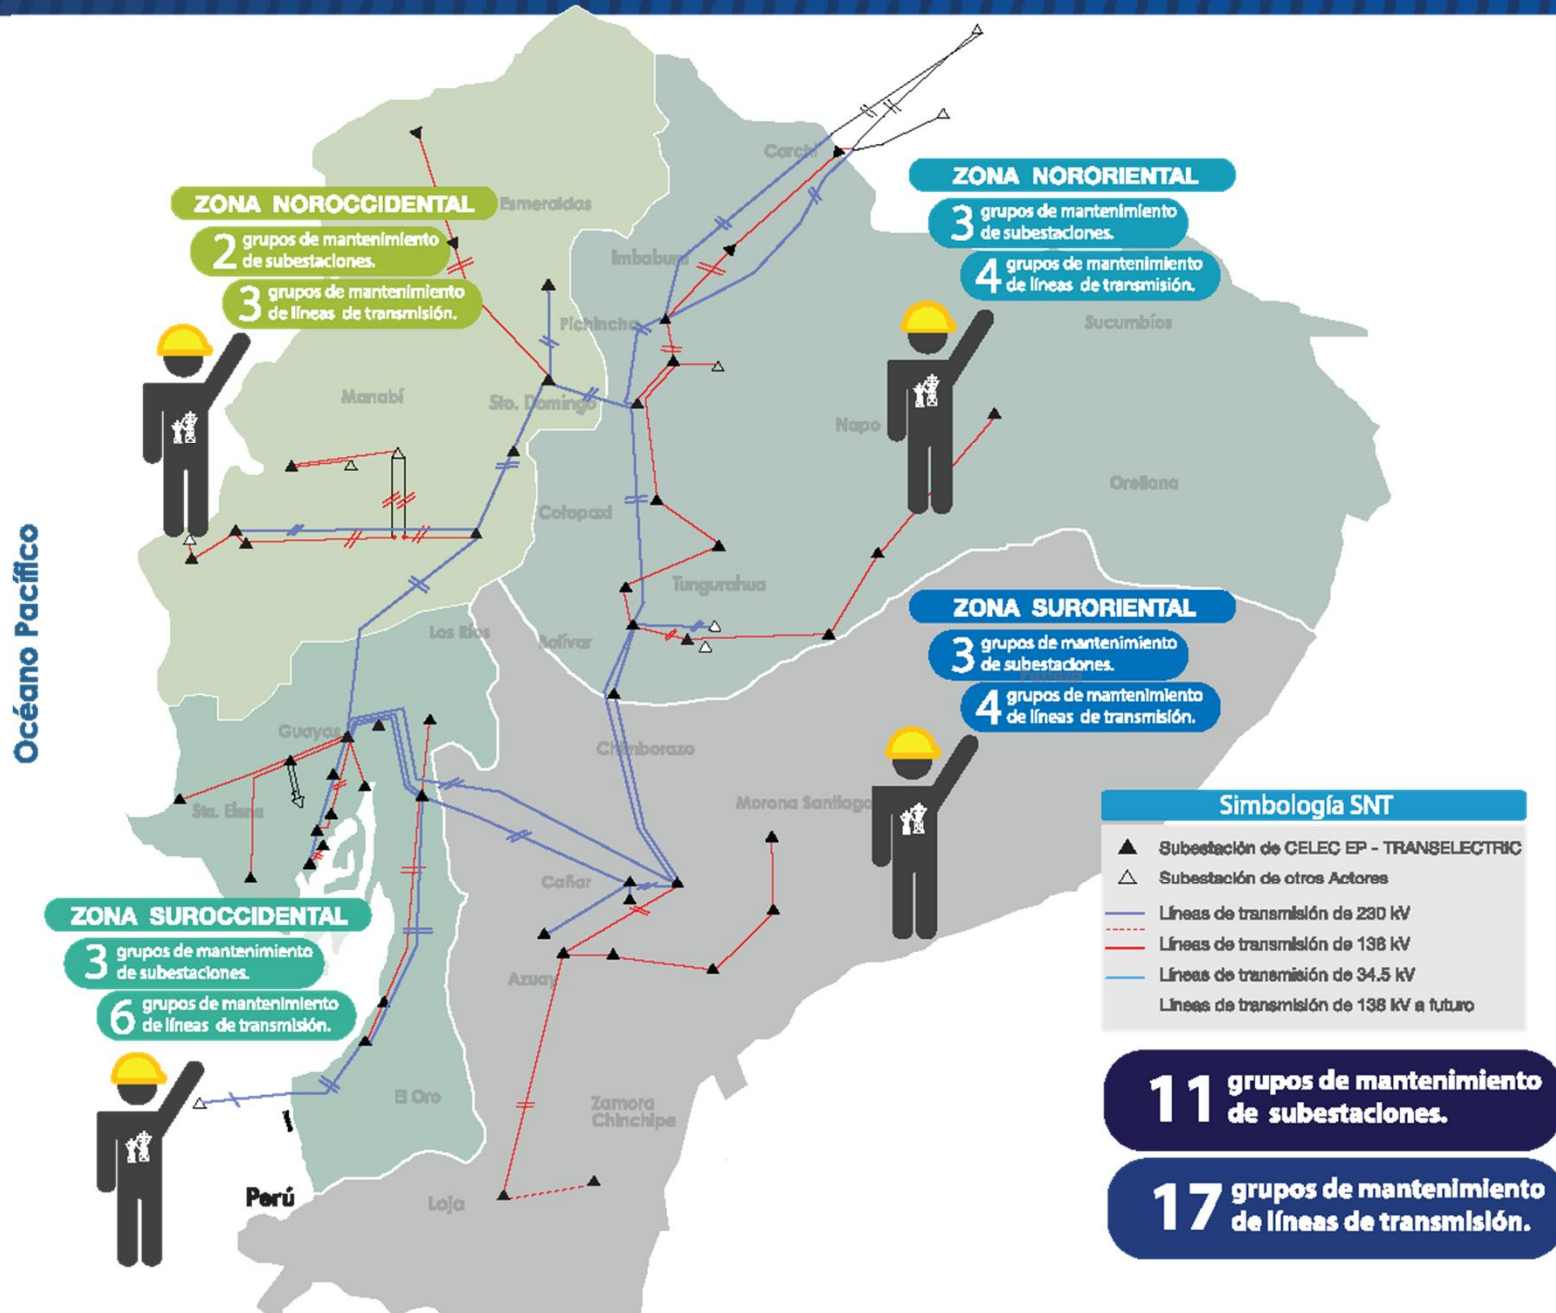 Carchi
ZONA NOROCCIDENTAL
2 grupos de mantenimiento
de subestaciones.
3 grupos de mantenimiento
de líneas de transmisión.
Esmeraldas
ZONA NORORIENTAL
3 grupos de mantenimiento
de subestaciones.
4 grupos de mantenimiento
de líneas de transmisión.
Imbabura
Pichincha
Sucumbíos
Manabí
Sto. Domingo
Napo
Orellana
Cotopaxi
Océano Pacífico
Tungurahua
Los Ríos
Bolívar
ZONA SURORIENTAL
3 grupos de mantenimiento
de subestaciones.
Pastaza
4 grupos de mantenimiento
de líneas de transmisión.
Guayas
Chimborazo
Morona Santiago
Sta. Elena
Cañar
Azuay
ZONA SUROCCIDENTAL
3 grupos de mantenimiento
de subestaciones.
6 grupos de mantenimiento
de líneas de transmisión.
El Oro
Zamora
Chinchipe
Perú
Loja
Simbología SNT
Subestación de CELEC EP - TRANSELECTRIC
Subestación de otros Actores
Líneas de transmisión de 230 kV
Líneas de transmisión de 138 kV
Líneas de transmisión de 34.5 kV
Líneas de transmisión de 138 kV a futuro
11 grupos de mantenimiento
de subestaciones.
17 grupos de mantenimiento
de líneas de transmisión.